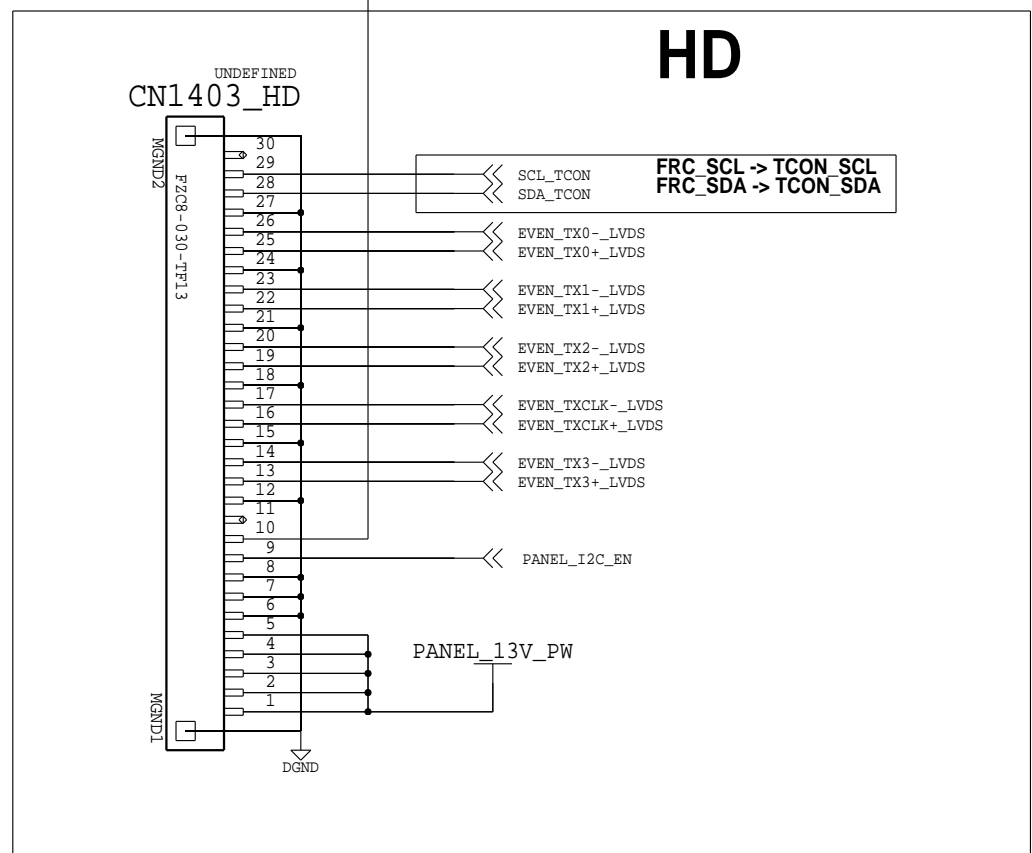 HD
UNDEFINED
CN1403_HD
MGND2
FZC8-030-TF13
30
29
28
27
26
25
24
23
22
21
20
19
18
17
16
15
14
13
12
11
10
9
8
7
6
5
4
3
2
1
MGND1
SCL_TCON
SDA_TCON
FRC_SCL -> TCON_SCL
FRC_SDA -> TCON_SDA
EVEN_TX0-_LVDS
EVEN_TX0+_LVDS
EVEN_TX1-_LVDS
EVEN_TX1+_LVDS
EVEN_TX2-_LVDS
EVEN_TX2+_LVDS
EVEN_TXCLK-_LVDS
EVEN_TXCLK+_LVDS
EVEN_TX3-_LVDS
EVEN_TX3+_LVDS
PANEL_I2C_EN
PANEL_13V_PW
DGND